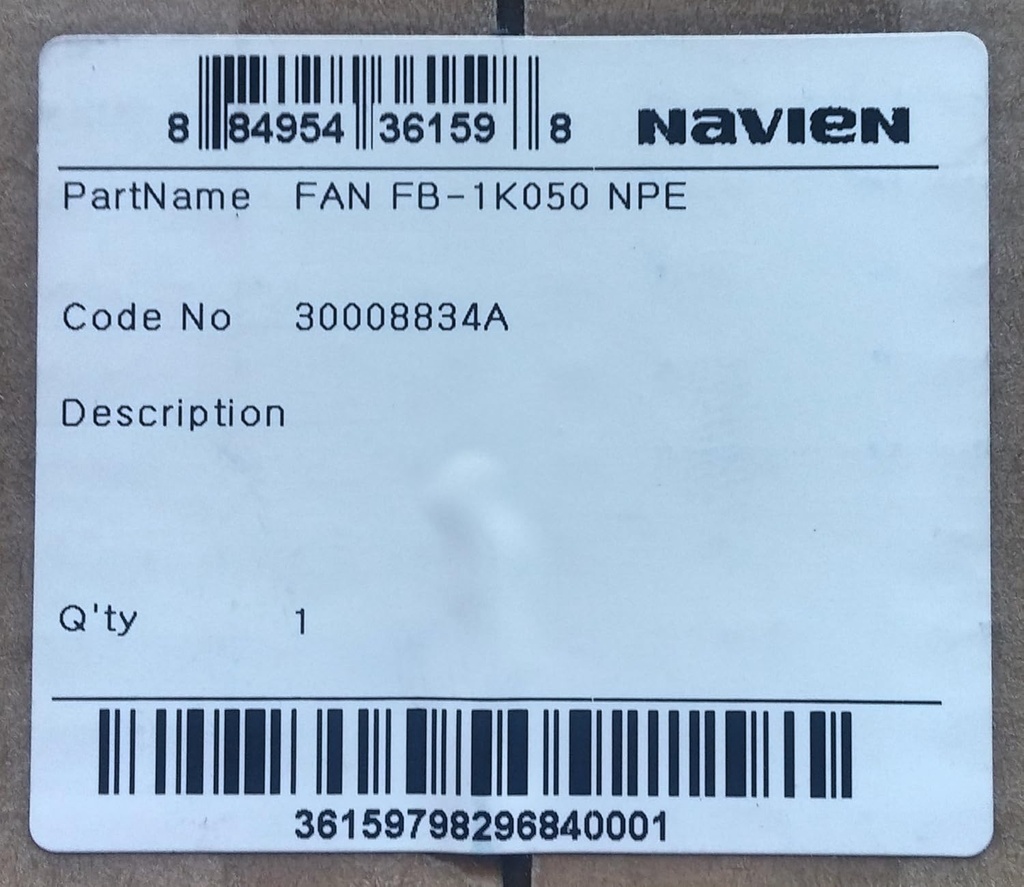 8 84954 36159 8 NAVIEN
PartName FAN FB-1K050 NPE
Code No 30008834A
Description
Q'ty 1
36159798296840001